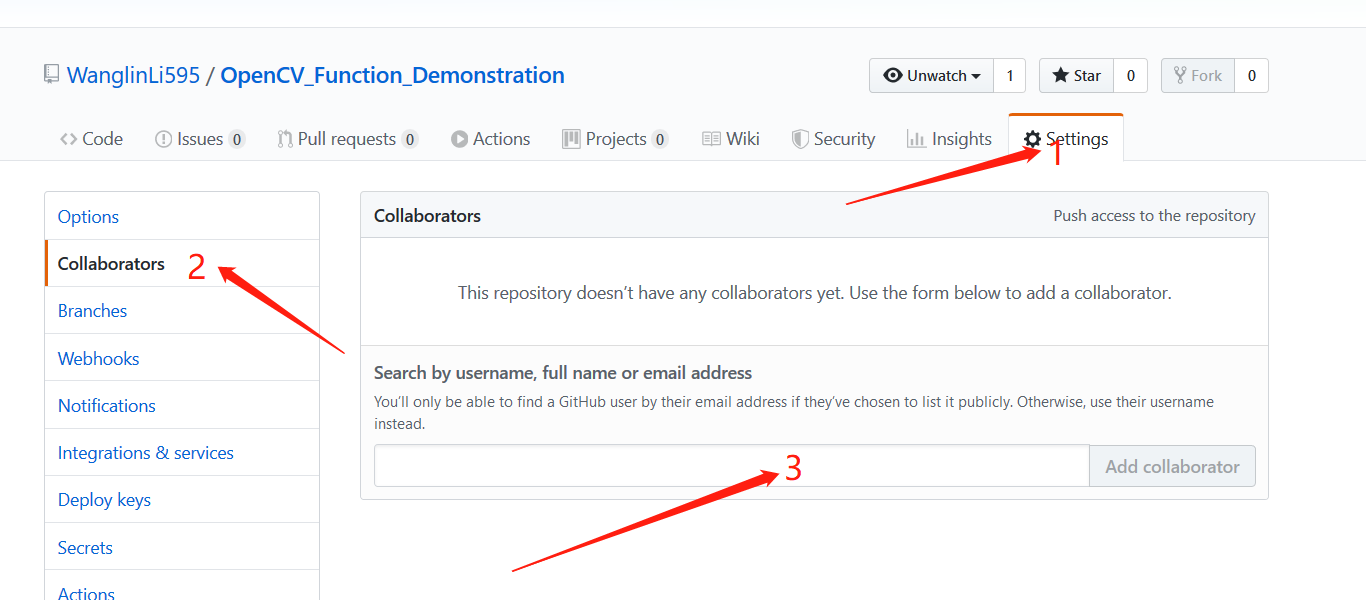 WanglinLi595 / OpenCV_Function_Demonstration
Unwatch 1 Star 0 Fork 0
Code Issues 0 Pull requests 0 Actions Projects 0 Wiki Security Insights Settings
1
Options
Collaborators 2
Branches
Webhooks
Notifications
Integrations & services
Deploy keys
Secrets
Actions
Collaborators Push access to the repository
This repository doesn’t have any collaborators yet. Use the form below to add a collaborator.
Search by username, full name or email address
You’ll only be able to find a GitHub user by their email address if they’ve chosen to list it publicly. Otherwise, use their username
instead.
3 Add collaborator